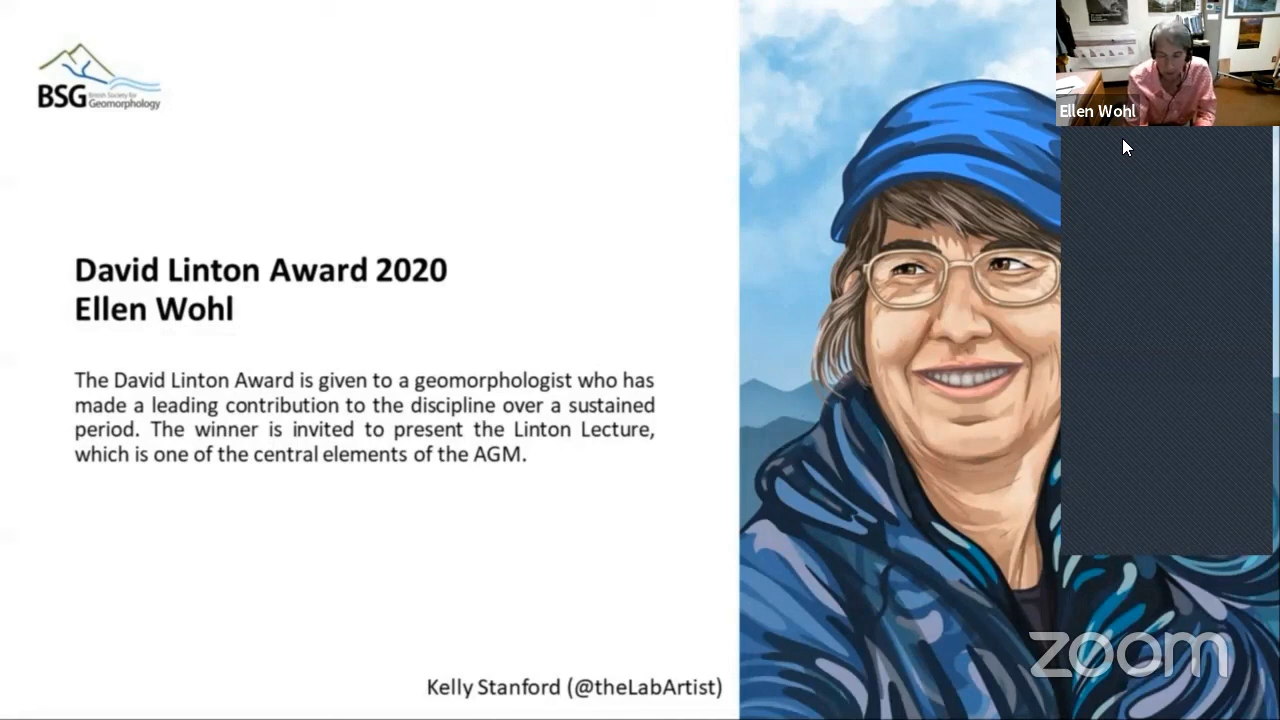 BSG British Society for
Geomorphology
Ellen Wohl
David Linton Award 2020
Ellen Wohl
The David Linton Award is given to a geomorphologist who has
made a leading contribution to the discipline over a sustained
period. The winner is invited to present the Linton Lecture,
which is one of the central elements of the AGM.
Kelly Stanford (@theLabArtist)
zoom